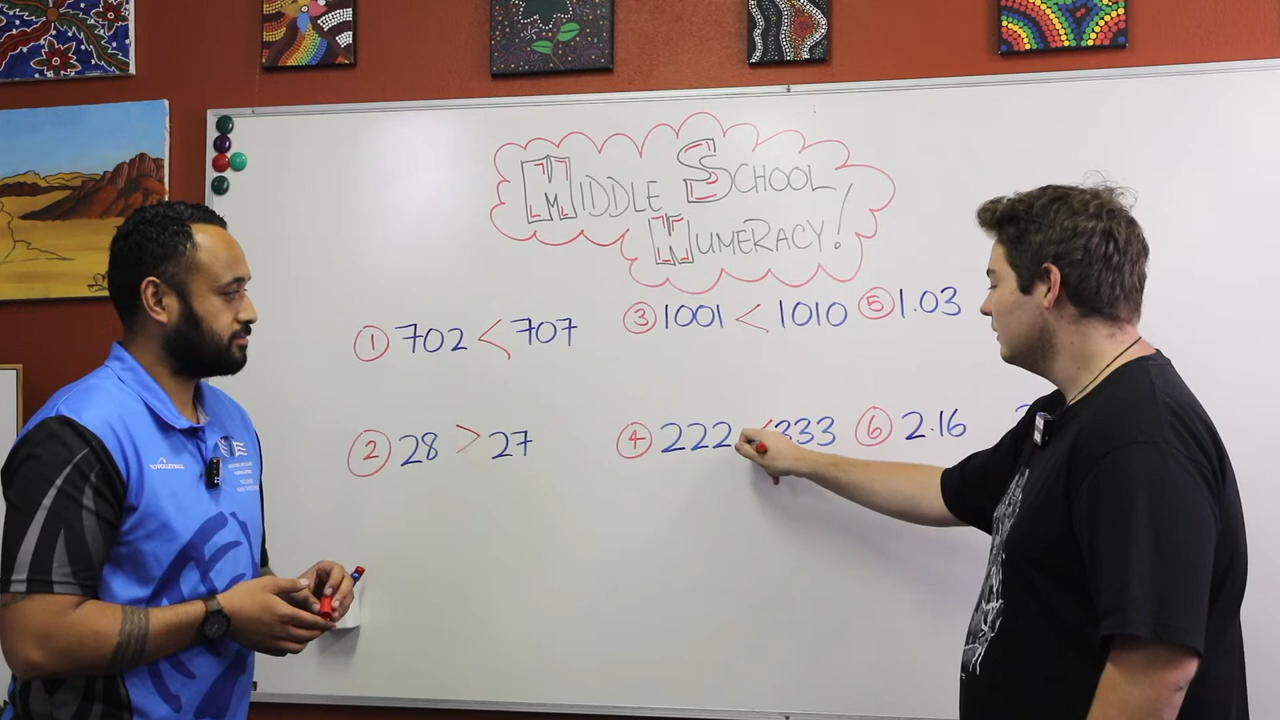 MIDDLE SCHOOL
NUMERACY!
① 702 < 707
② 28 > 27
③ 1001 < 1010
④ 222 < 333
⑤ 1.03
⑥ 2.16